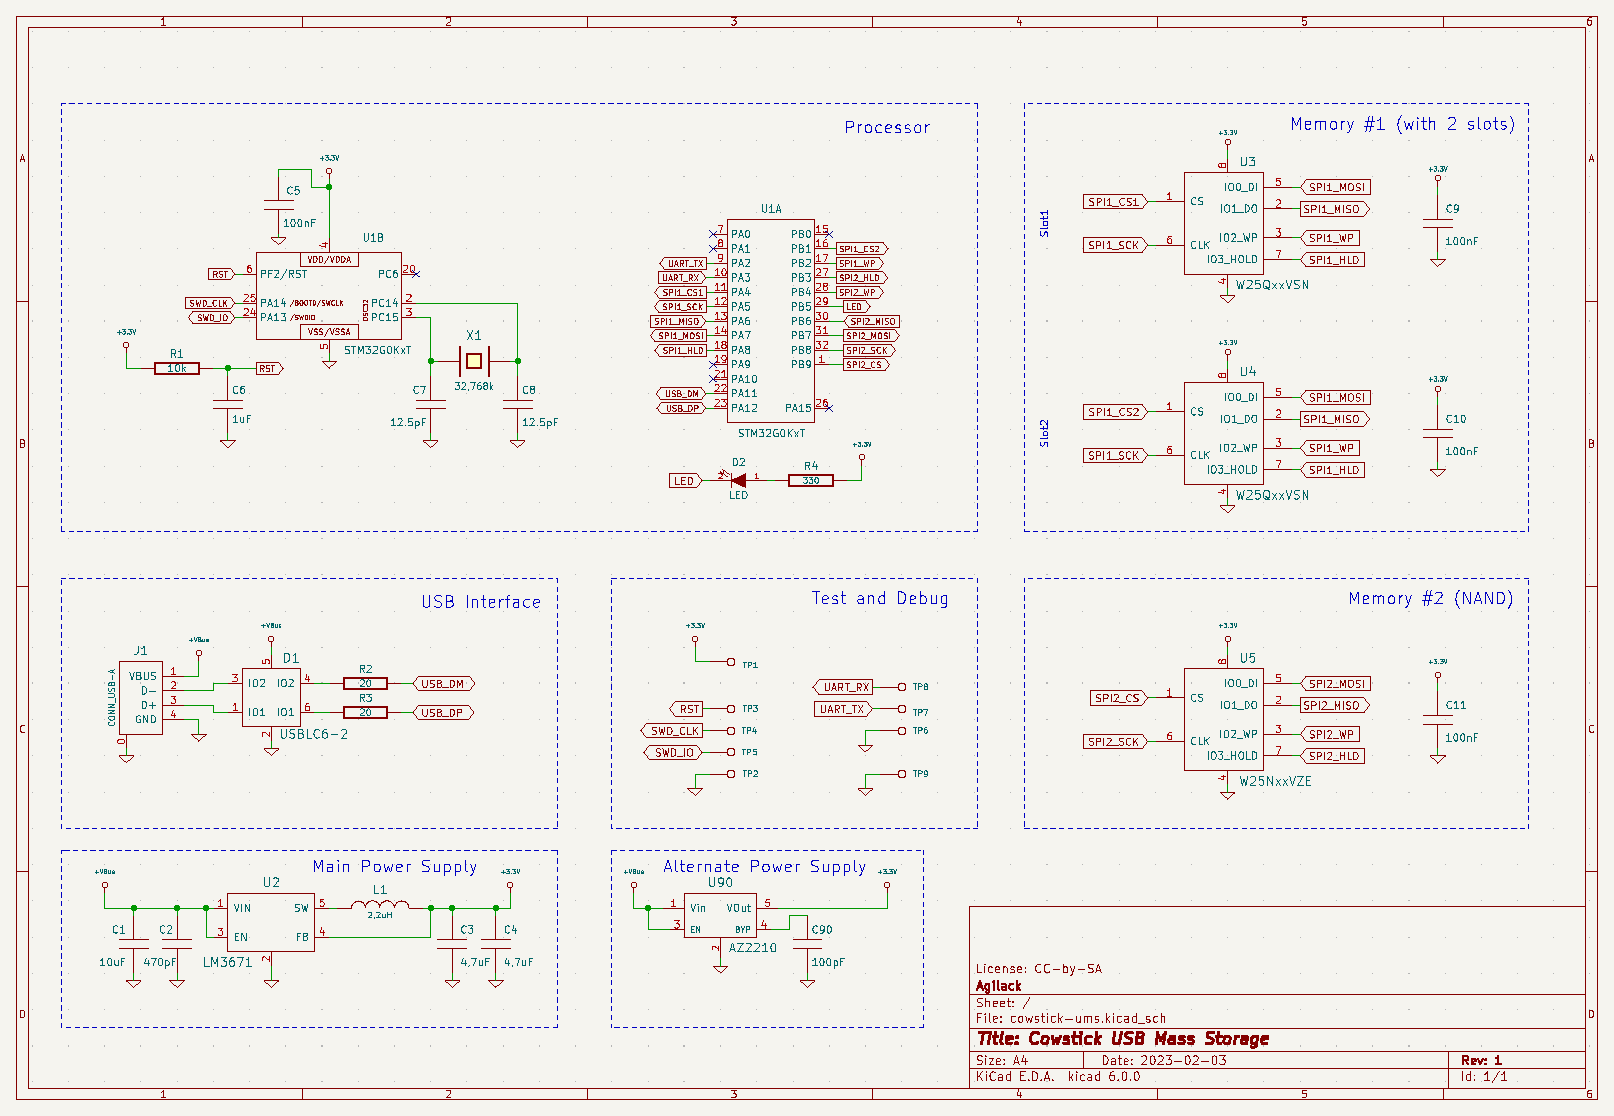 1 2 3 4 5 6
A A
B B
C C
D D
Processor
+3.3V
C5
100nF
U1B
4
VDD/VDDA
6 PF2/RST PC6 20
RST
SWD_CLK 25 PA14 /BOOT0/SWCLK PC14 2
SWD_IO 24 PA13 /SWDIO PC15 3
OSC32
VSS/VSSA
5
STM32G0KxT
+3.3V
R1
10k
RST
C6
1uF
X1
32,768k
C7
12.5pF
C8
12.5pF
U1A
7 PA0 PB0 15
8 PA1 PB1 16 SPI1_CS2
UART_TX 9 PA2 PB2 17 SPI1_WP
UART_RX 10 PA3 PB3 27 SPI2_HLD
SPI1_CS1 11 PA4 PB4 28 SPI2_WP
SPI1_SCK 12 PA5 PB5 29 LED
SPI1_MISO 13 PA6 PB6 30 SPI2_MISO
SPI1_MOSI 14 PA7 PB7 31 SPI2_MOSI
SPI1_HLD 18 PA8 PB8 32 SPI2_SCK
19 PA9 PB9 1 SPI2_CS
21 PA10
USB_DM 22 PA11
USB_DP 23 PA12 PA15 26
STM32G0KxT
+3.3V
LED 2 D2 1 R4
LED 330
Memory #1 (with 2 slots)
Slot1
+3.3V
8 U3
SPI1_CS1 1 CS IO0_DI 5 SPI1_MOSI
IO1_DO 2 SPI1_MISO
SPI1_SCK 6 CLK IO2_WP 3 SPI1_WP
IO3_HOLD 7 SPI1_HLD
4 W25QxxVSN
+3.3V
C9
100nF
Slot2
+3.3V
8 U4
SPI1_CS2 1 CS IO0_DI 5 SPI1_MOSI
IO1_DO 2 SPI1_MISO
SPI1_SCK 6 CLK IO2_WP 3 SPI1_WP
IO3_HOLD 7 SPI1_HLD
4 W25QxxVSN
+3.3V
C10
100nF
USB Interface
J1
CONN_USB-A
VBUS 1
D- 2
D+ 3
GND 4
0
+VBus
+VBus
5 D1
3 IO2 IO2 4
1 IO1 IO1 6
2 USBLC6-2
R2
20 USB_DM
R3
20 USB_DP
Test and Debug
+3.3V
TP1
RST TP3
SWD_CLK TP4
SWD_IO TP5
TP2
UART_RX TP8
UART_TX TP7
TP6
TP9
Memory #2 (NAND)
+3.3V
8 U5
SPI2_CS 1 CS IO0_DI 5 SPI2_MOSI
IO1_DO 2 SPI2_MISO
SPI2_SCK 6 CLK IO2_WP 3 SPI2_WP
IO3_HOLD 7 SPI2_HLD
4 W25NxxVZE
+3.3V
C11
100nF
Main Power Supply
+VBus
U2
1 VIN SW 5
3 EN FB 4
2
LM3671
C1
10uF
C2
470pF
L1
2,2uH
+3.3V
C3
4,7uF
C4
4,7uF
Alternate Power Supply
+VBus
U90
1 Vin VOut 5
3 EN BYP 4
2
AZ2210
+3.3V
C90
100pF
License: CC-by-SA
Agilack
Sheet: /
File: cowstick-ums.kicad_sch
Title: Cowstick USB Mass Storage
Size: A4 Date: 2023-02-03 Rev: 1
KiCad E.D.A. kicad 6.0.0 Id: 1/1
1 2 3 4 5 6